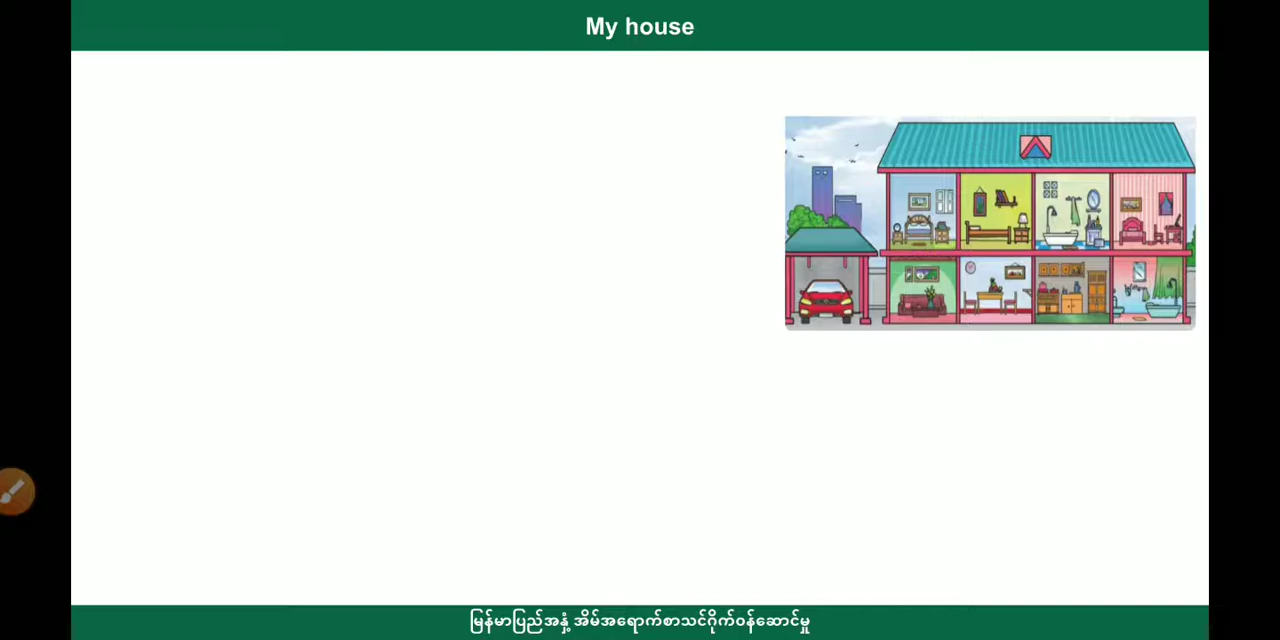 My house
မြန်မာပြည်အနှံ့ အိမ်အရောက်စာသင်ဂိုက်ဝန်ဆောင်မှု